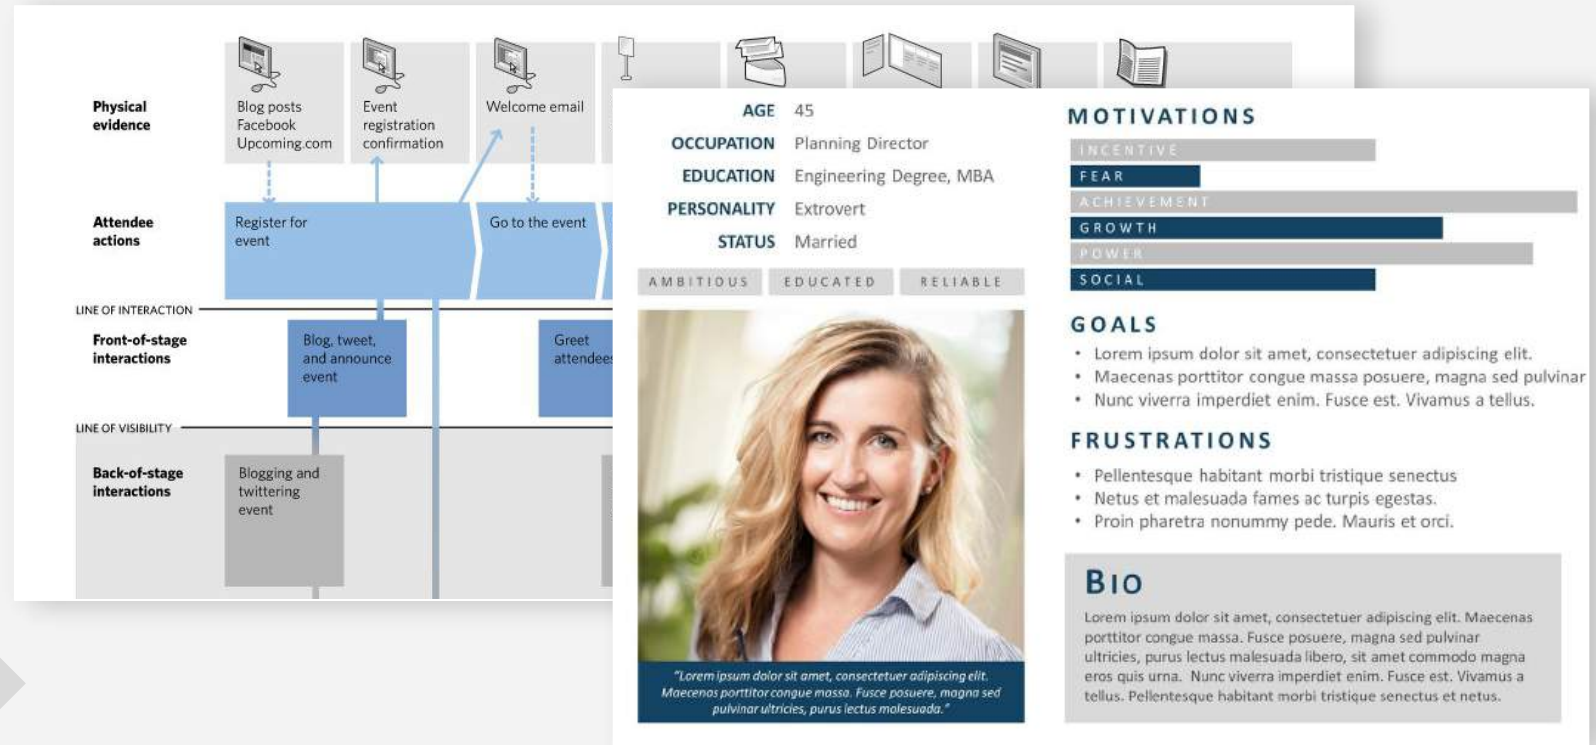 Physical
evidence
Blog posts
Facebook
Upcoming.com
Event
registration
confirmation
Welcome email
Attendee
actions
Register for
event
Go to the event
LINE OF INTERACTION
Front-of-stage
interactions
Blog, tweet,
and announce
event
Greet
attendees
LINE OF VISIBILITY
Back-of-stage
interactions
Blogging and
twittering
event
AGE 45
OCCUPATION Planning Director
EDUCATION Engineering Degree, MBA
PERSONALITY Extrovert
STATUS Married
AMBITIOUS EDUCATED RELIABLE
"Lorem ipsum dolor sit amet, consectetuer adipiscing elit.
Maecenas porttitor congue massa. Fusce posuere, magna sed
pulvinar ultricies, purus lectus malesuada."
MOTIVATIONS
INCENTIVE
FEAR
ACHIEVEMENT
GROWTH
POWER
SOCIAL
GOALS
• Lorem ipsum dolor sit amet, consectetuer adipiscing elit.
• Maecenas porttitor congue massa posuere, magna sed pulvinar
• Nunc viverra imperdiet enim. Fusce est. Vivamus a tellus.
FRUSTRATIONS
• Pellentesque habitant morbi tristique senectus
• Netus et malesuada fames ac turpis egestas.
• Proin pharetra nonummy pede. Mauris et orci.
BIO
Lorem ipsum dolor sit amet, consectetuer adipiscing elit. Maecenas
porttitor congue massa. Fusce posuere, magna sed pulvinar
ultricies, purus lectus malesuada libero, sit amet commodo magna
eros quis urna. Nunc viverra imperdiet enim. Fusce est. Vivamus a
tellus. Pellentesque habitant morbi tristique senectus et netus.